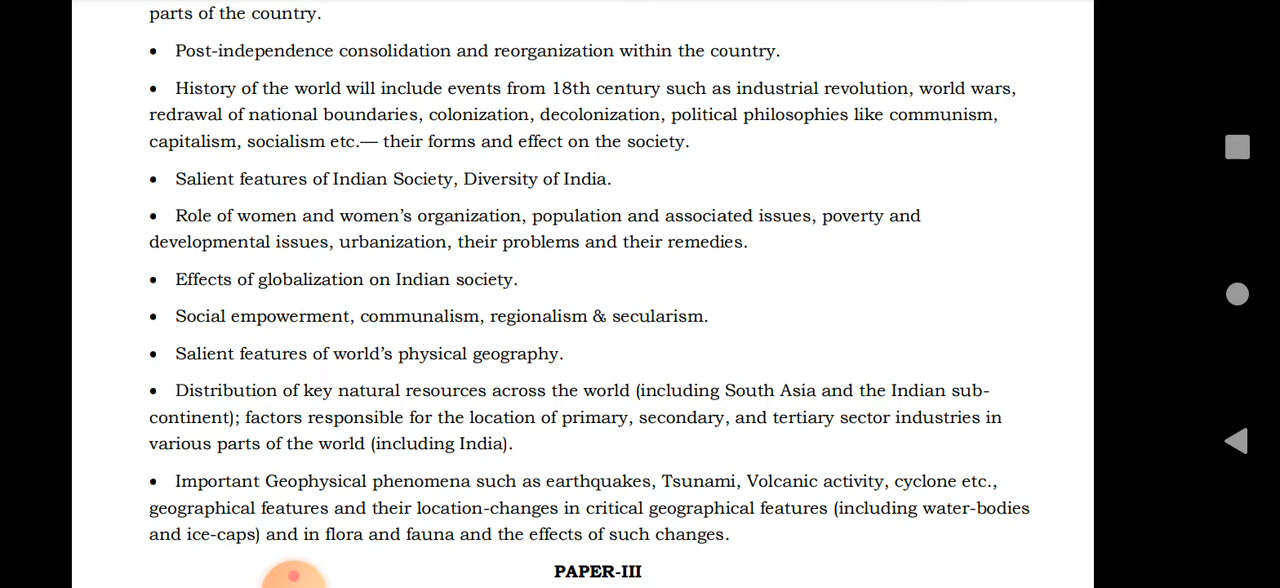 parts of the country.
• Post-independence consolidation and reorganization within the country.
• History of the world will include events from 18th century such as industrial revolution, world wars,
redrawal of national boundaries, colonization, decolonization, political philosophies like communism,
capitalism, socialism etc.— their forms and effect on the society.
• Salient features of Indian Society, Diversity of India.
• Role of women and women’s organization, population and associated issues, poverty and
developmental issues, urbanization, their problems and their remedies.
• Effects of globalization on Indian society.
• Social empowerment, communalism, regionalism & secularism.
• Salient features of world’s physical geography.
• Distribution of key natural resources across the world (including South Asia and the Indian sub-
continent); factors responsible for the location of primary, secondary, and tertiary sector industries in
various parts of the world (including India).
• Important Geophysical phenomena such as earthquakes, Tsunami, Volcanic activity, cyclone etc.,
geographical features and their location-changes in critical geographical features (including water-bodies
and ice-caps) and in flora and fauna and the effects of such changes.
PAPER-III